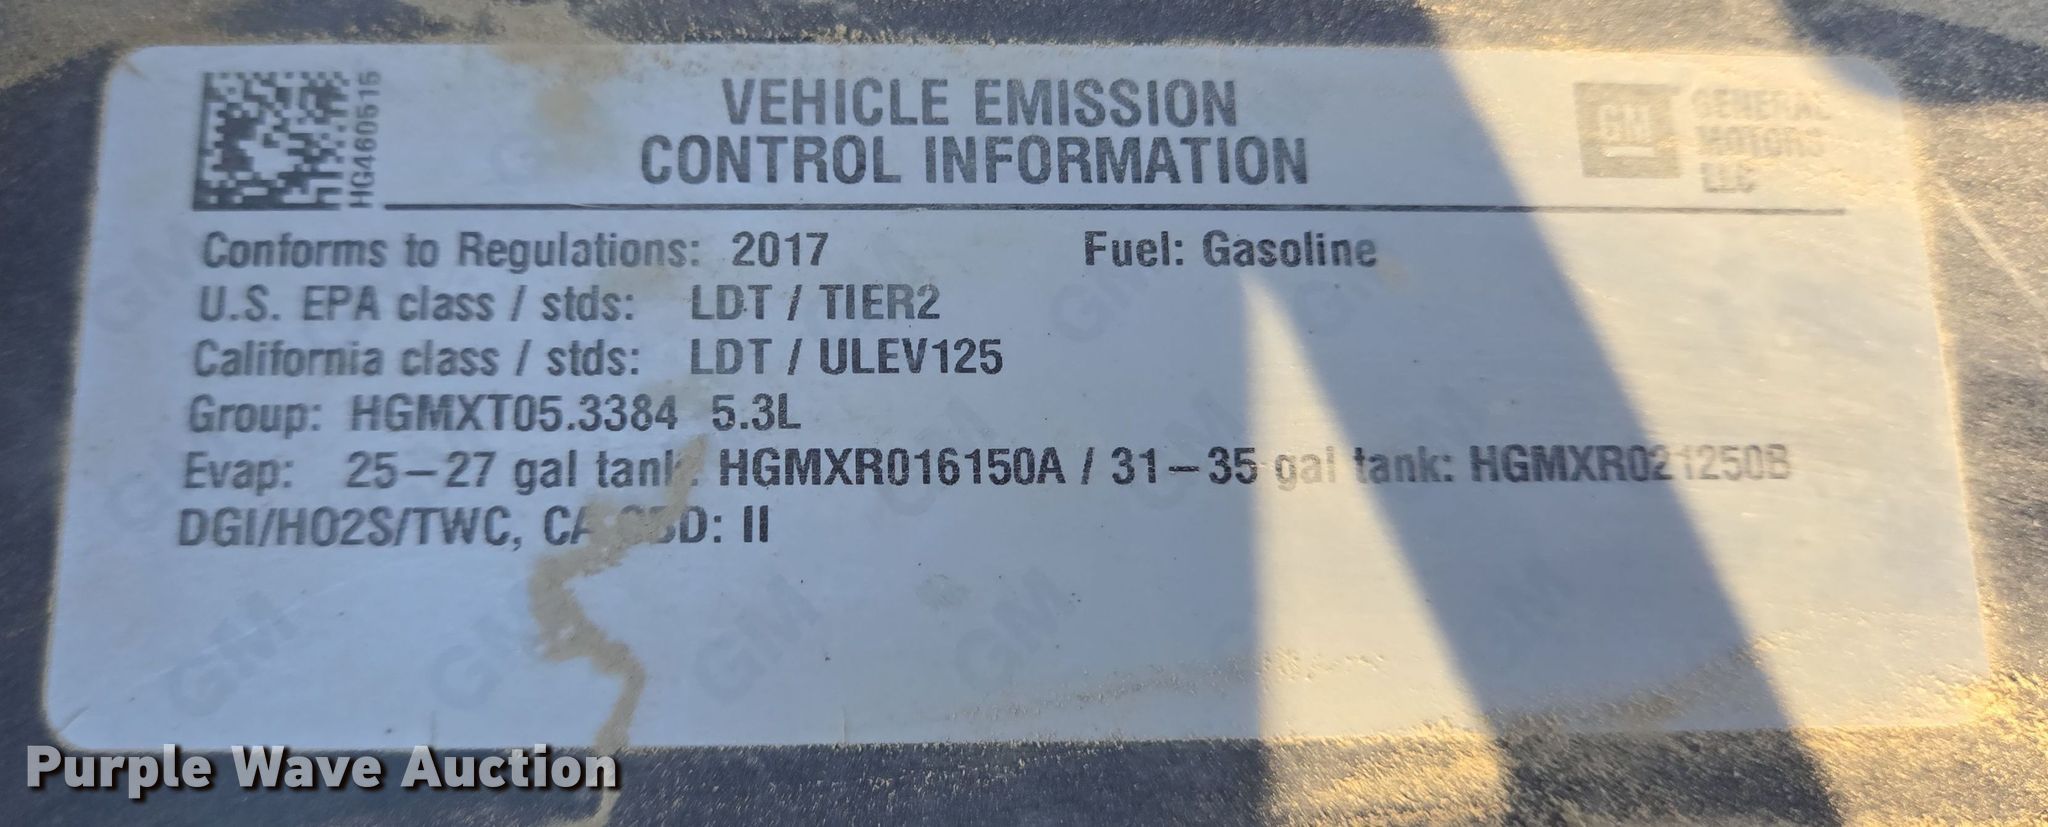 HG460515
VEHICLE EMISSION
CONTROL INFORMATION
GM
GENERAL
MOTORS
LLC
Conforms to Regulations: 2017 Fuel: Gasoline
U.S. EPA class / stds: LDT / TIER2
California class / stds: LDT / ULEV125
Group: HGMXT05.3384 5.3L
Evap: 25-27 gal tank: HGMXR016150A / 31-35 gal tank: HGMXR021250B
DGI/HO2S/TWC, CA OBD: II
Purple Wave Auction